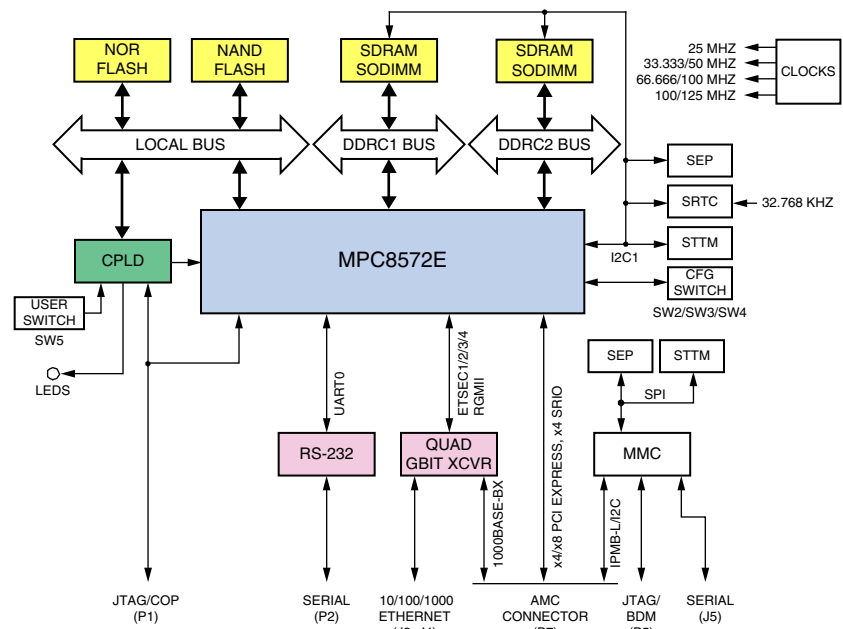 NOR
FLASH
NAND
FLASH
SDRAM
SODIMM
SDRAM
SODIMM
25 MHZ
33.333/50 MHZ
66.666/100 MHZ
100/125 MHZ
CLOCKS
LOCAL BUS
DDRC1 BUS
DDRC2 BUS
SEP
SRTC
32.768 KHZ
STTM
I2C1
CFG
SWITCH
SW2/SW3/SW4
CPLD
MPC8572E
USER
SWITCH
SW5
LEDS
UART0
ETSEC1/2/3/4
RGMII
x4/x8 PCI EXPRESS, x4 SRIO
SEP
STTM
SPI
RS-232
QUAD
GBIT XCVR
MMC
1000BASE-BX
IPMB-L/I2C
JTAG/COP
(P1)
SERIAL
(P2)
10/100/1000
ETHERNET
AMC
CONNECTOR
JTAG/
BDM
SERIAL
(J5)